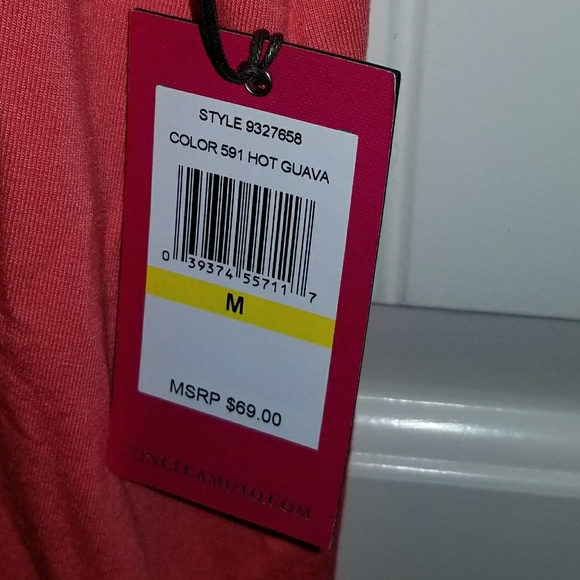 STYLE 9327658
COLOR 591 HOT GUAVA
0 39374 55711 7
M
MSRP $69.00
VINCECAMUTO.COM